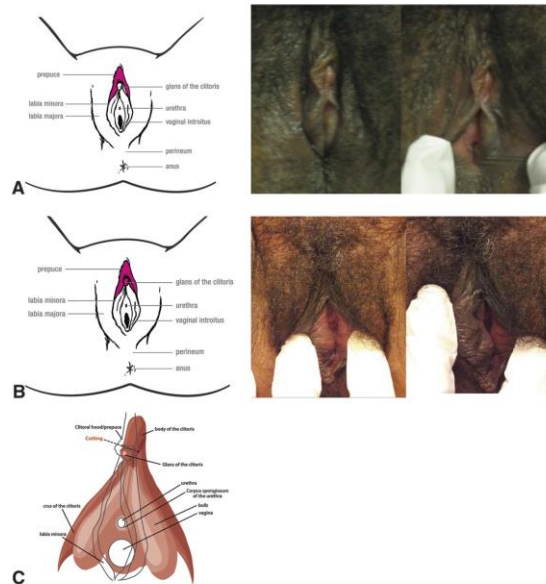 prepuce
glans of the clitoris
labia minora
urethra
labia majora
vaginal introitus
perineum
anus
A
prepuce
glans of the clitoris
labia minora
urethra
labia majora
vaginal introitus
perineum
anus
B
Clitoral head/prepuce
body of the clitoris
Cutting
Glans of the clitoris
urethra
Corpus spongiosum
of the urethra
crus of the clitoris
bulb
vagina
labia minora
C